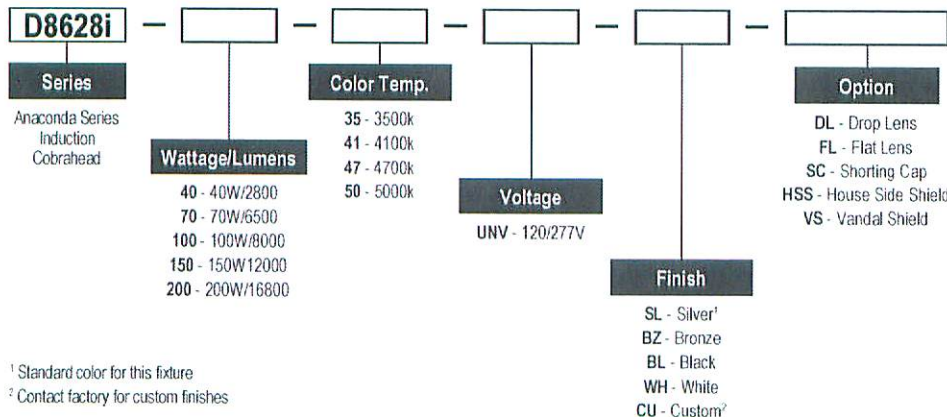 D8628i — — — — —
Series
Anaconda Series
Induction
Cobrahead
Wattage/Lumens
40 - 40W/2800
70 - 70W/6500
100 - 100W/8000
150 - 150W12000
200 - 200W/16800
Color Temp.
35 - 3500k
41 - 4100k
47 - 4700k
50 - 5000k
Voltage
UNV - 120/277V
Finish
SL - Silver¹
BZ - Bronze
BL - Black
WH - White
CU - Custom²
Option
DL - Drop Lens
FL - Flat Lens
SC - Shorting Cap
HSS - House Side Shield
VS - Vandal Shield
¹ Standard color for this fixture
² Contact factory for custom finishes